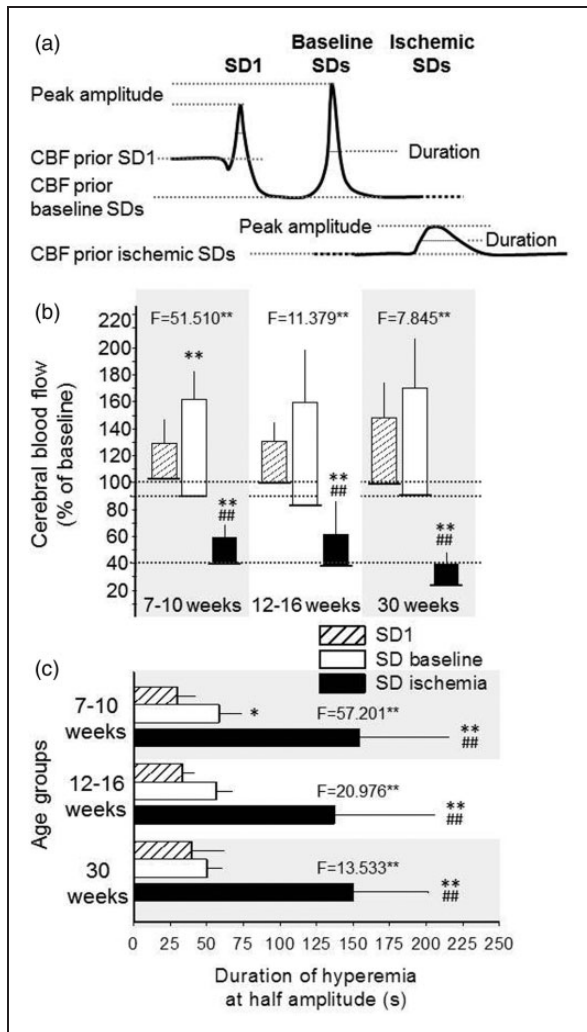 (a)
SD1
Baseline
SDs
Ischemic
SDs
Peak amplitude
CBF prior SD1
Duration
CBF prior
baseline SDs
Peak amplitude
Duration
CBF prior ischemic SDs
(b)
Cerebral blood flow
(% of baseline)
220
200
180
160
140
120
100
80
60
40
20
F=51.510**
F=11.379**
F=7.845**
**
**
##
**
##
**
##
7-10 weeks
12-16 weeks
30 weeks
SD1
SD baseline
SD ischemia
(c)
Age groups
7-10
weeks
*
F=57.201**
**
##
12-16
weeks
F=20.976**
**
##
30
weeks
F=13.533**
**
##
0 25 50 75 100 125 150 175 200 225 250
Duration of hyperemia
at half amplitude (s)